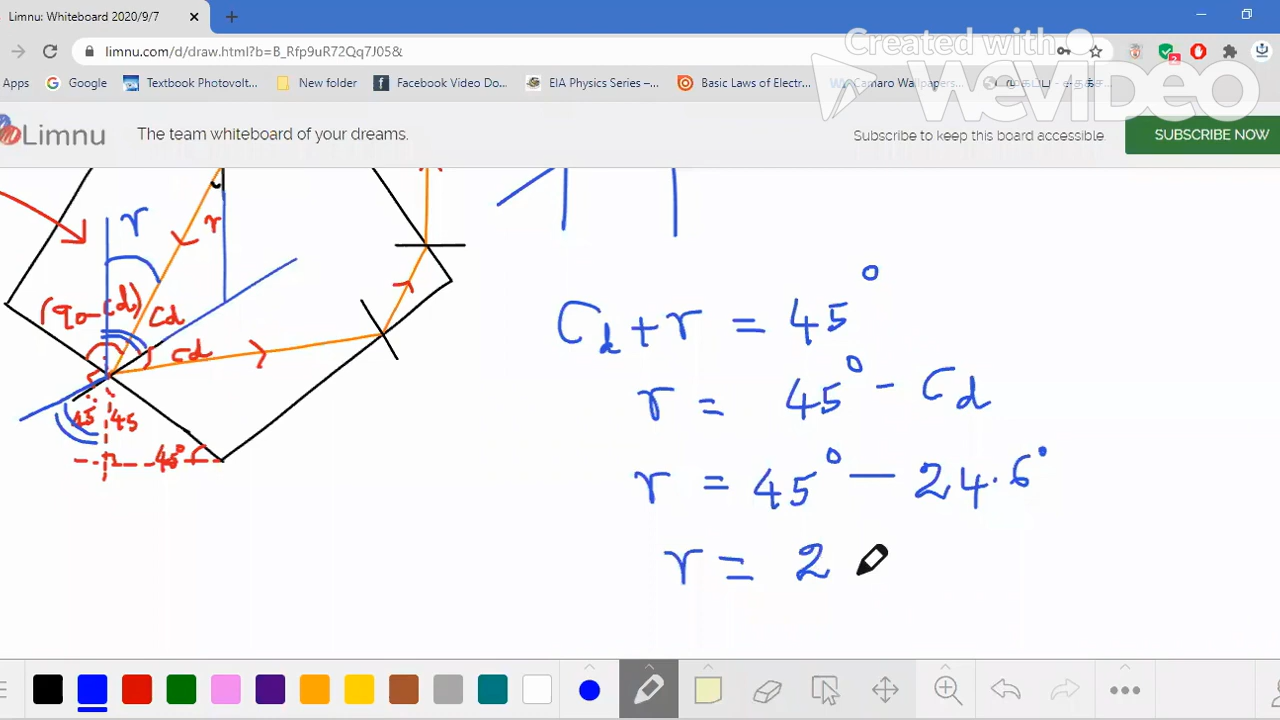 Limnu: Whiteboard 2020/9/7
limnu.com/d/draw.html?b=B_Rfp9uR72Qq7J05&
Created with
WeVideo
Apps
Google
Textbook Photovolt...
New folder
Facebook Video Do...
EIA Physics Series –...
Basic Laws of Electr...
Camaro Wallpapers...
Limnu
The team whiteboard of your dreams.
Subscribe to keep this board accessible.
SUBSCRIBE NOW
r
r
(90-Cd)
Cd
Cd
45
45
45°
Cd + r = 45°
r = 45° - Cd
r = 45° - 24.6°
r = 2